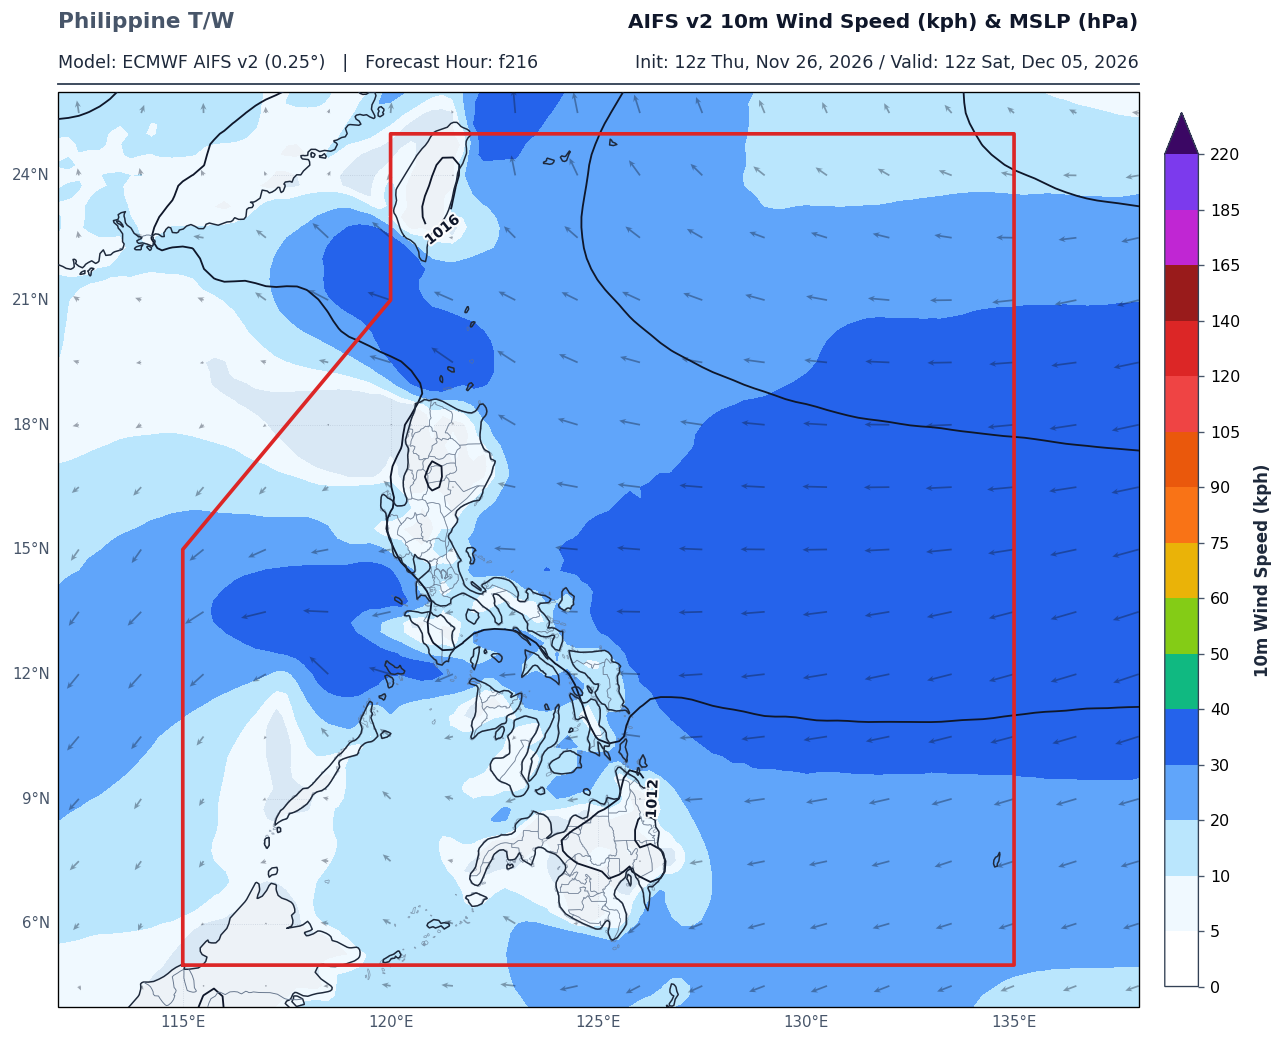 Philippine T/W
AIFS v2 10m Wind Speed (kph) & MSLP (hPa)
Model: ECMWF AIFS v2 (0.25°)   |   Forecast Hour: f216
Init: 12z Thu, Nov 26, 2026 / Valid: 12z Sat, Dec 05, 2026
24°N
21°N
18°N
15°N
12°N
9°N
6°N
115°E
120°E
125°E
130°E
135°E
1016
1012
220
185
165
140
120
105
90
75
60
50
40
30
20
10
5
0
10m Wind Speed (kph)